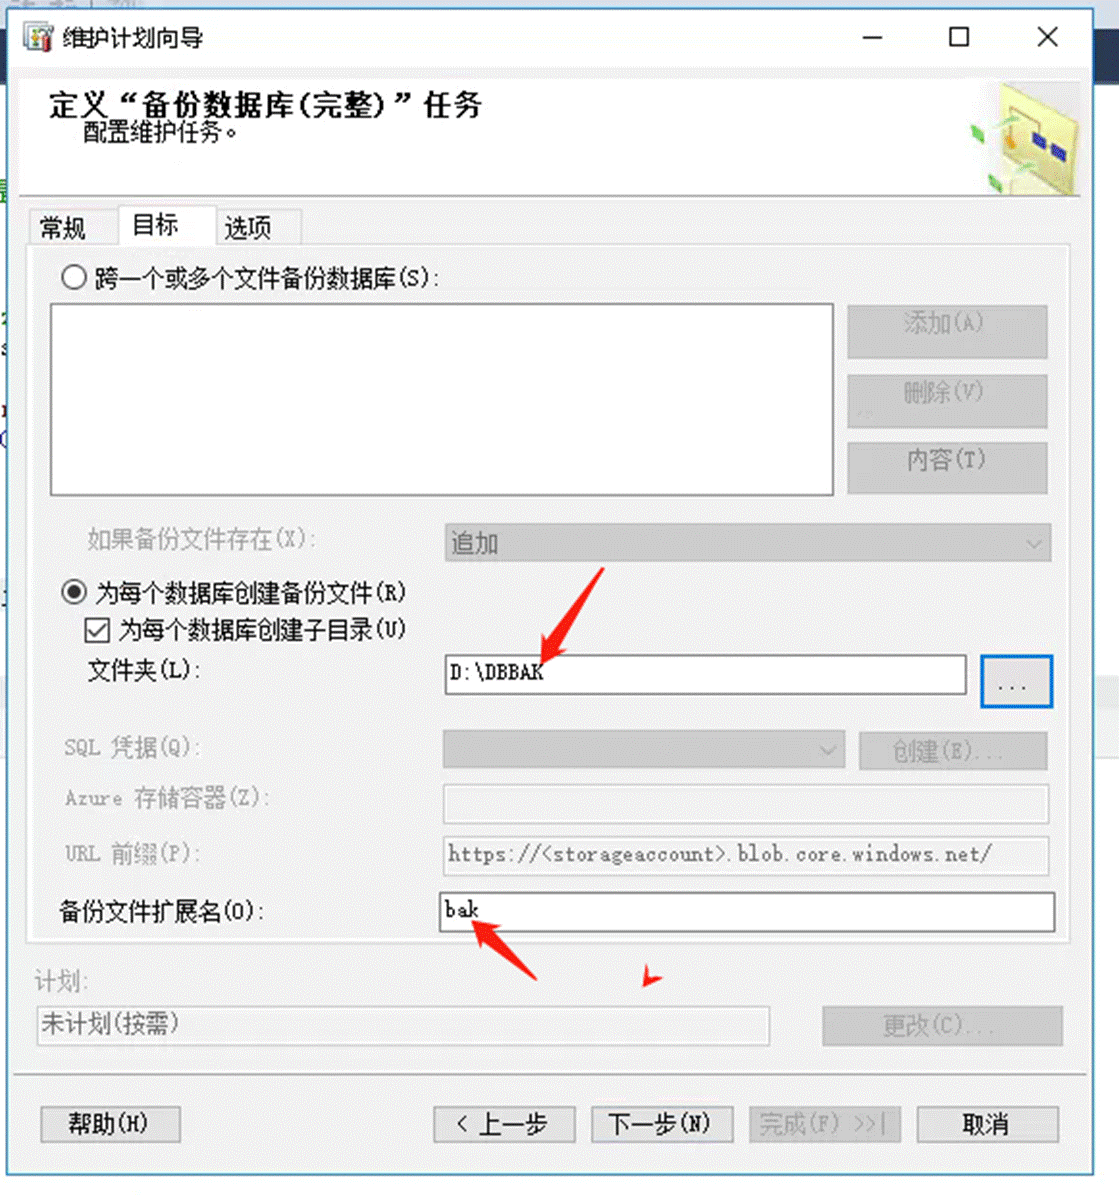 维护计划向导
定义“备份数据库(完整)”任务
配置维护任务。
常规 目标 选项
跨一个或多个文件备份数据库(S):
添加(A)
删除(V)
内容(T)
如果备份文件存在(X): 追加
为每个数据库创建备份文件(R)
为每个数据库创建子目录(U)
文件夹(L): D:\DBBAK ...
SQL 凭据(Q): 创建(E)...
Azure 存储容器(Z):
URL 前缀(P): https://<storageaccount>.blob.core.windows.net/
备份文件扩展名(O): bak
计划:
未计划(按需) 更改(C)...
帮助(H) < 上一步 下一步(N) 完成(F) >>| 取消